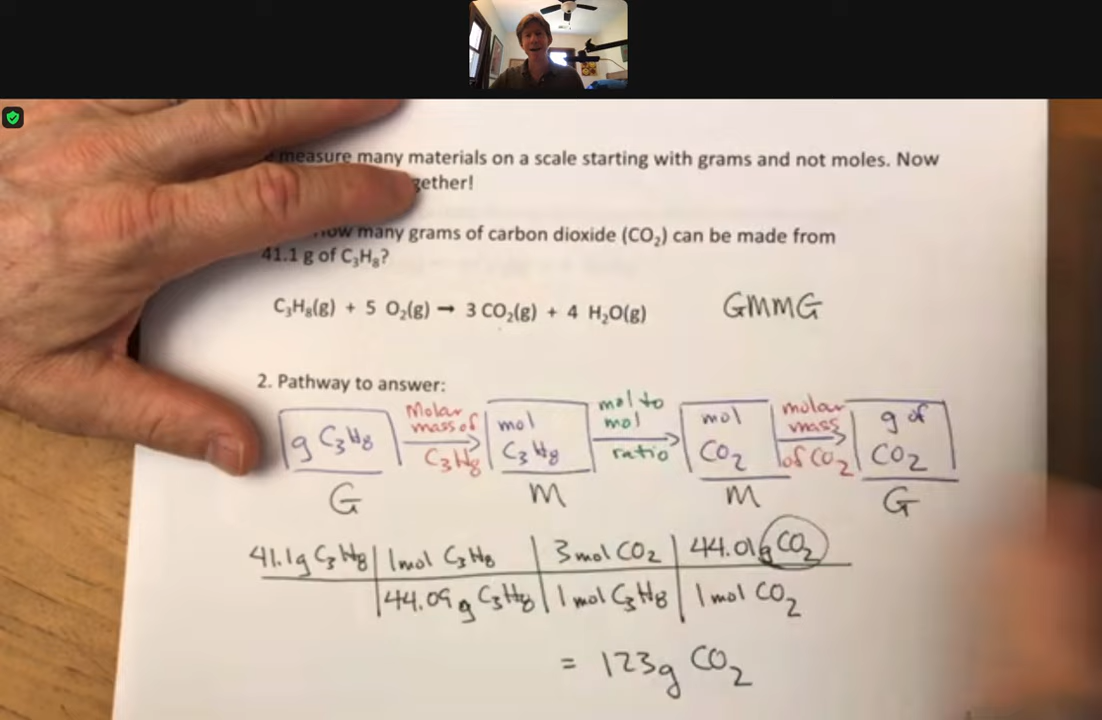 measure many materials on a scale starting with grams and not moles. Now
gether!
how many grams of carbon dioxide (CO₂) can be made from
41.1 g of C₃H₈?
C₃H₈(g) + 5 O₂(g) → 3 CO₂(g) + 4 H₂O(g) GMMG
2. Pathway to answer:
g C₃H₈ Molar mass of C₃H₈ mol C₃H₈ mol to mol ratio mol CO₂ molar mass of CO₂ g of CO₂
G M M G
41.1g C₃H₈ | 1 mol C₃H₈ | 3 mol CO₂ | 44.01g CO₂
44.09 g C₃H₈ | 1 mol C₃H₈ | 1 mol CO₂
= 123g CO₂